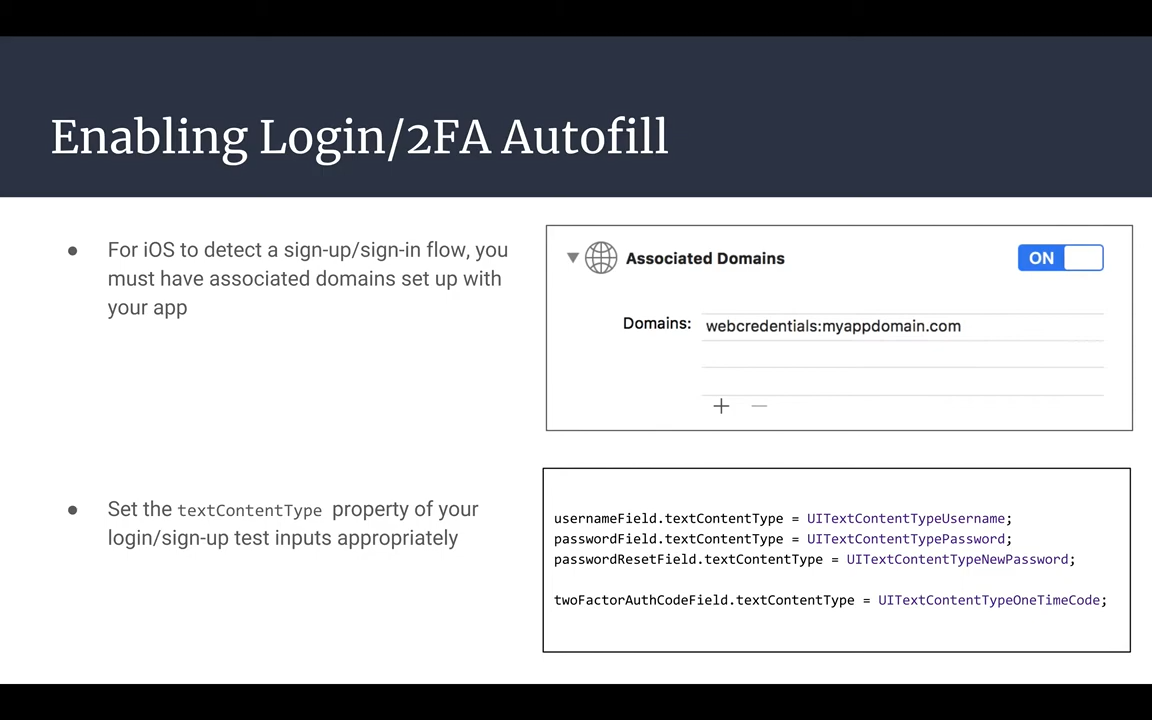 Enabling Login/2FA Autofill
● For iOS to detect a sign-up/sign-in flow, you
must have associated domains set up with
your app
Associated Domains
ON
Domains: webcredentials:myappdomain.com
+ −
● Set the textContentType property of your
login/sign-up test inputs appropriately
usernameField.textContentType = UITextContentTypeUsername;
passwordField.textContentType = UITextContentTypePassword;
passwordResetField.textContentType = UITextContentTypeNewPassword;
twoFactorAuthCodeField.textContentType = UITextContentTypeOneTimeCode;